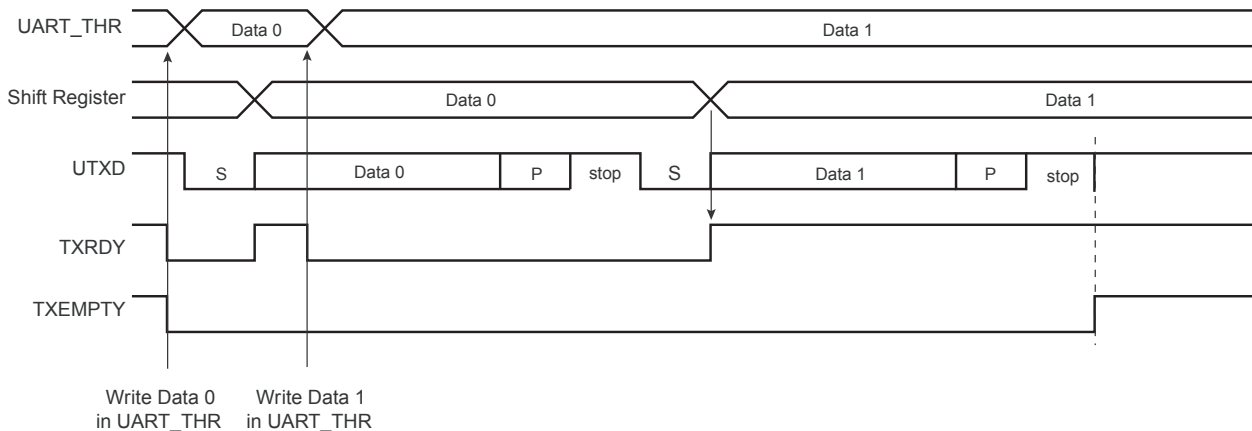 UART_THR
Data 0
Data 1
Shift Register
Data 0
Data 1
UTXD
S
Data 0
P
stop
S
Data 1
P
stop
TXRDY
TXEMPTY
Write Data 0
in UART_THR
Write Data 1
in UART_THR